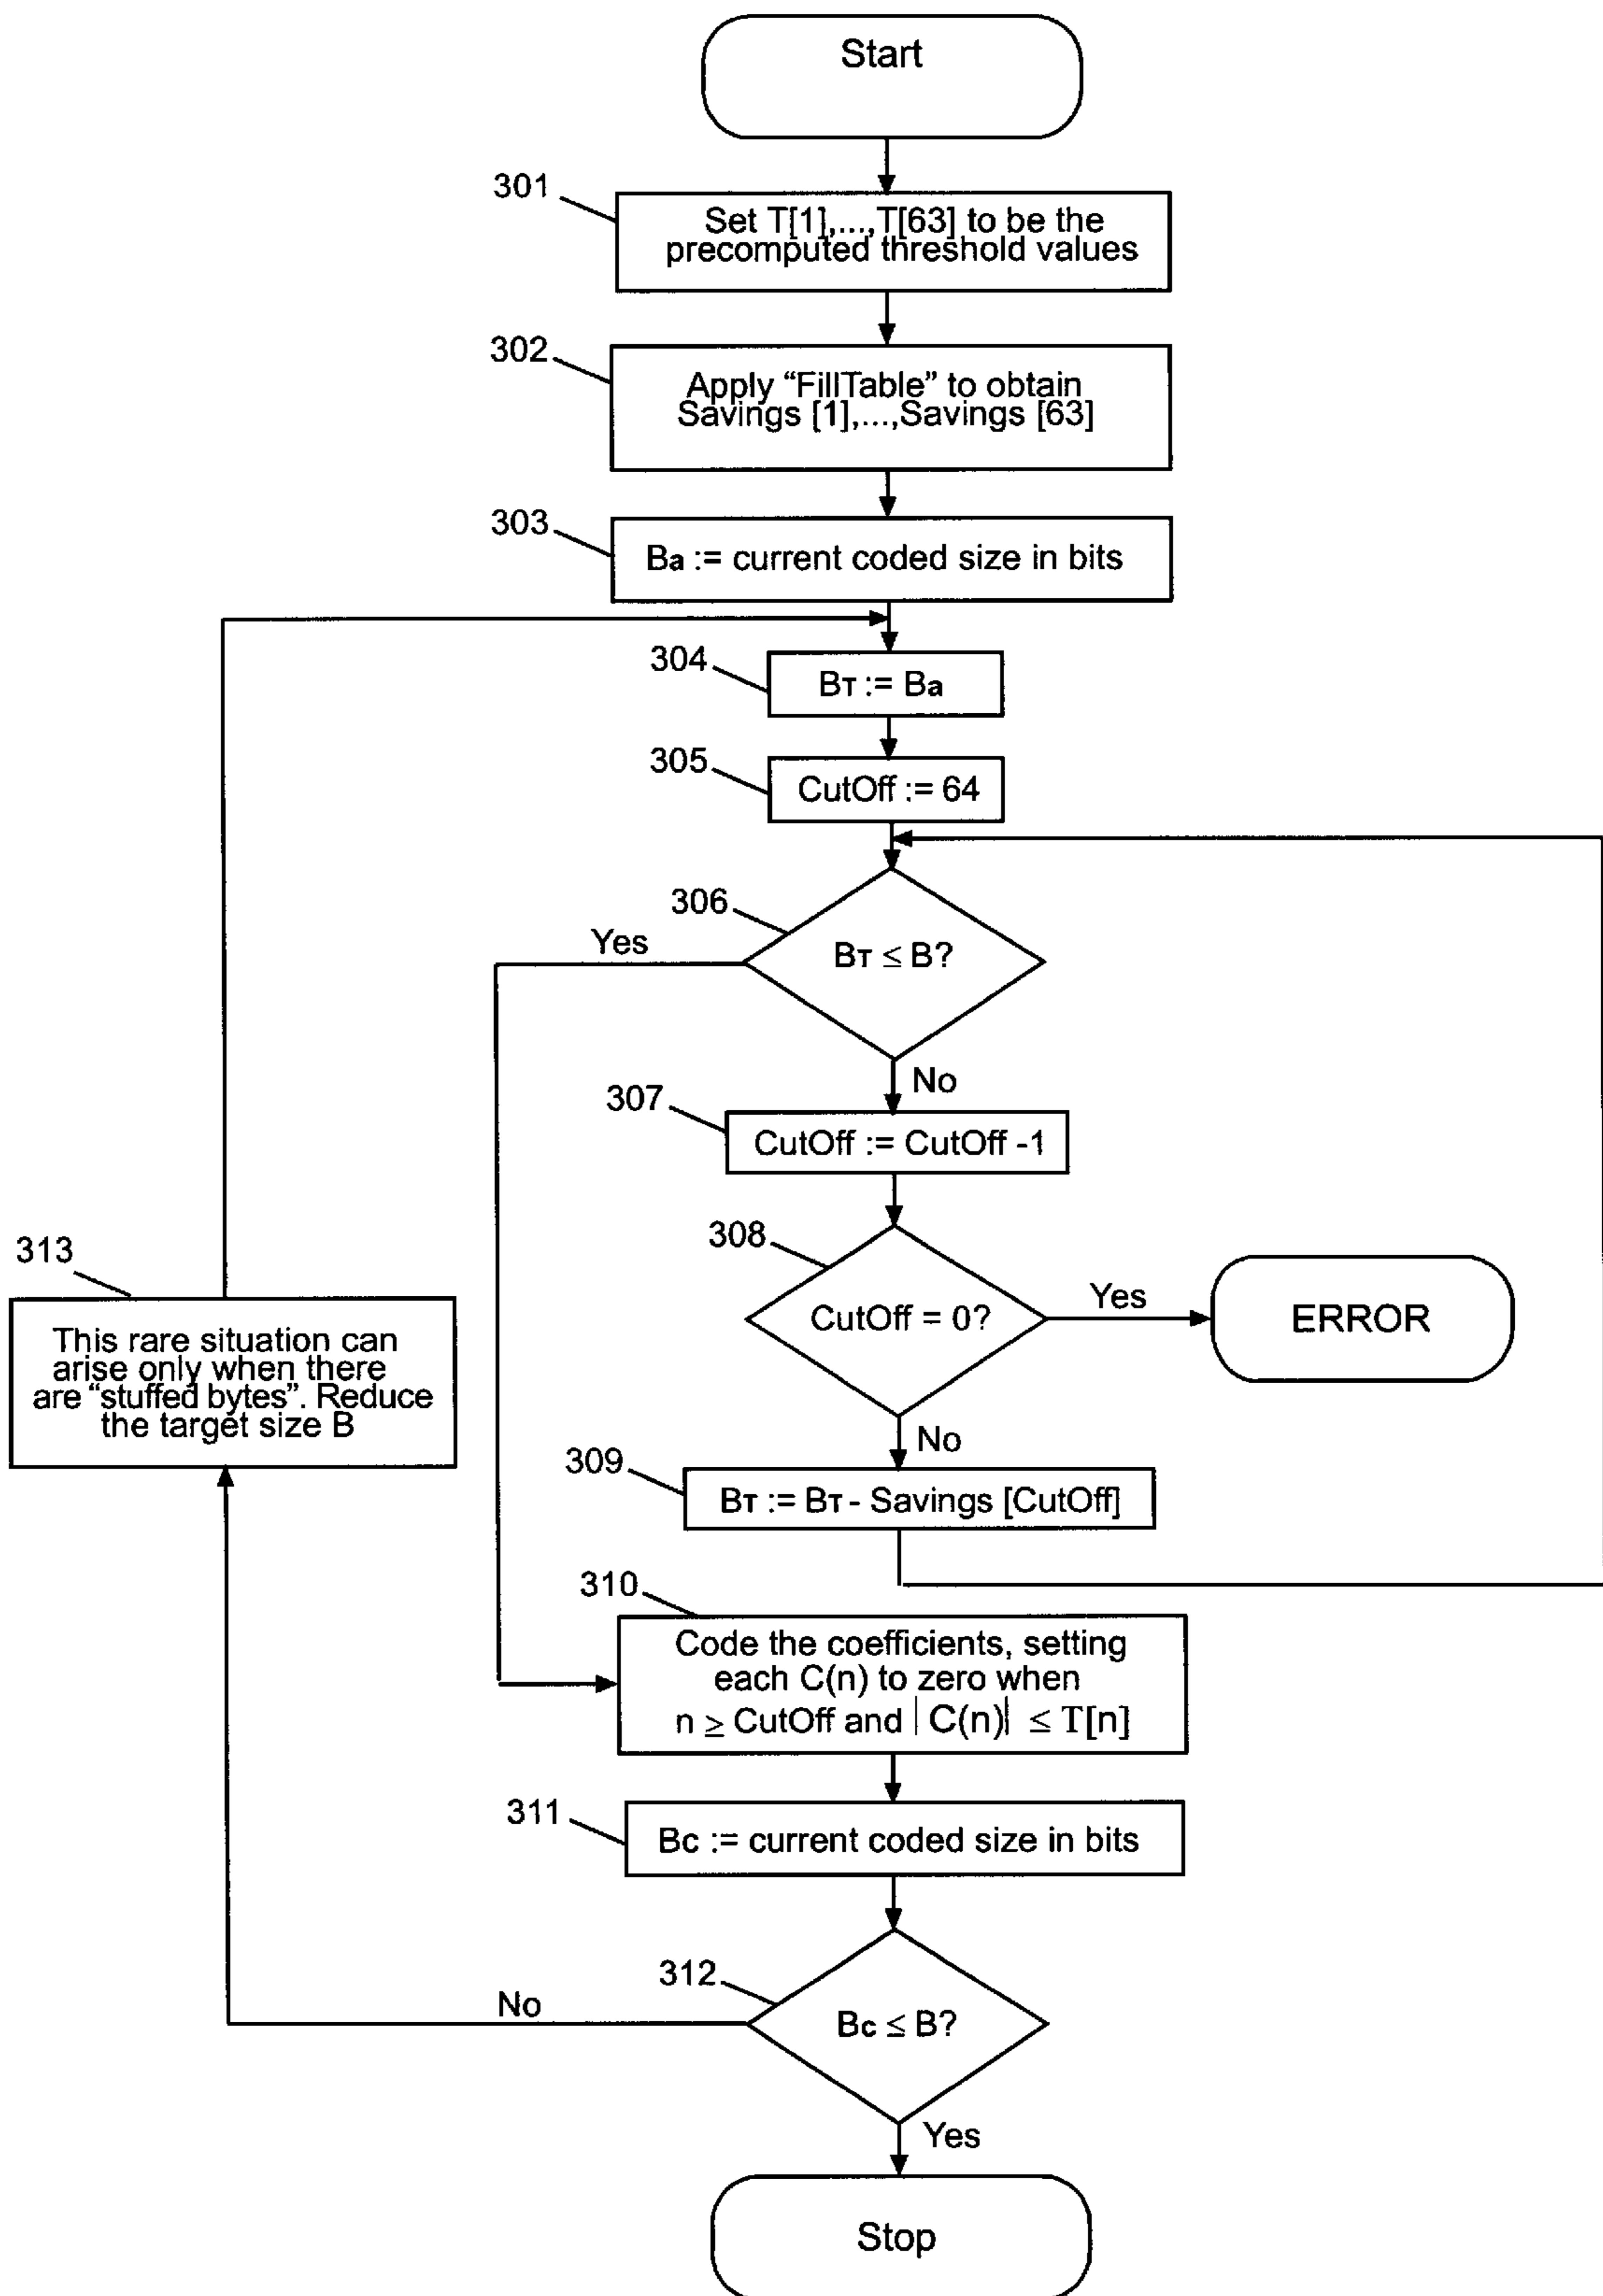 Start
301
Set T[1],...,T[63] to be the
precomputed threshold values
302
Apply “FillTable” to obtain
Savings [1],...,Savings [63]
303
Ba := current coded size in bits
304
BT := Ba
305
CutOff := 64
306
Yes
BT ≤ B?
No
307
CutOff := CutOff -1
308
CutOff = 0?
Yes
ERROR
313
This rare situation can
arise only when there
are “stuffed bytes”. Reduce
the target size B
No
309
BT := BT - Savings [CutOff]
310
Code the coefficients, setting
each C(n) to zero when
n ≥ CutOff and | C(n)| ≤ T[n]
311
Bc := current coded size in bits
312
No
Bc ≤ B?
Yes
Stop